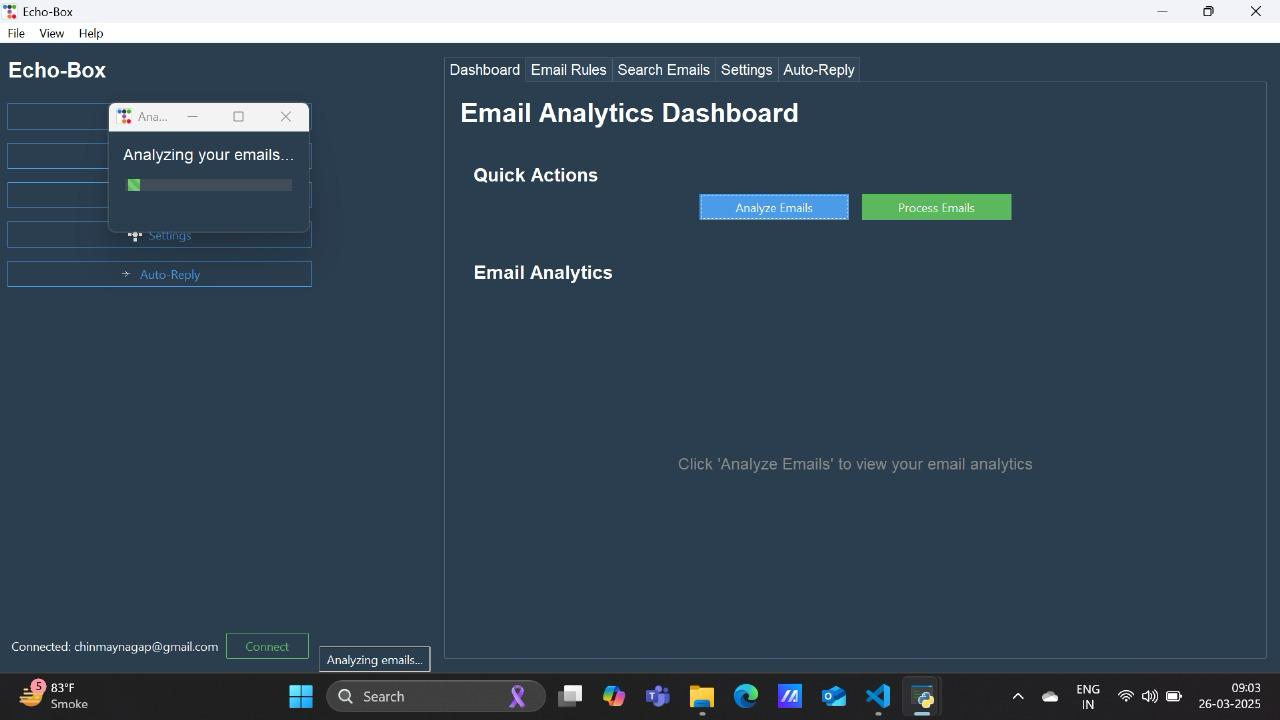 Echo-Box
File View Help
Echo-Box
Dashboard Email Rules Search Emails Settings Auto-Reply
Ana...
Analyzing your emails...
Settings
Auto-Reply
Email Analytics Dashboard
Quick Actions
Analyze Emails Process Emails
Email Analytics
Click 'Analyze Emails' to view your email analytics
Connected: chinmaynagap@gmail.com Connect
Analyzing emails...
5
83°F
Smoke
Search
ENG
IN
09:03
26-03-2025